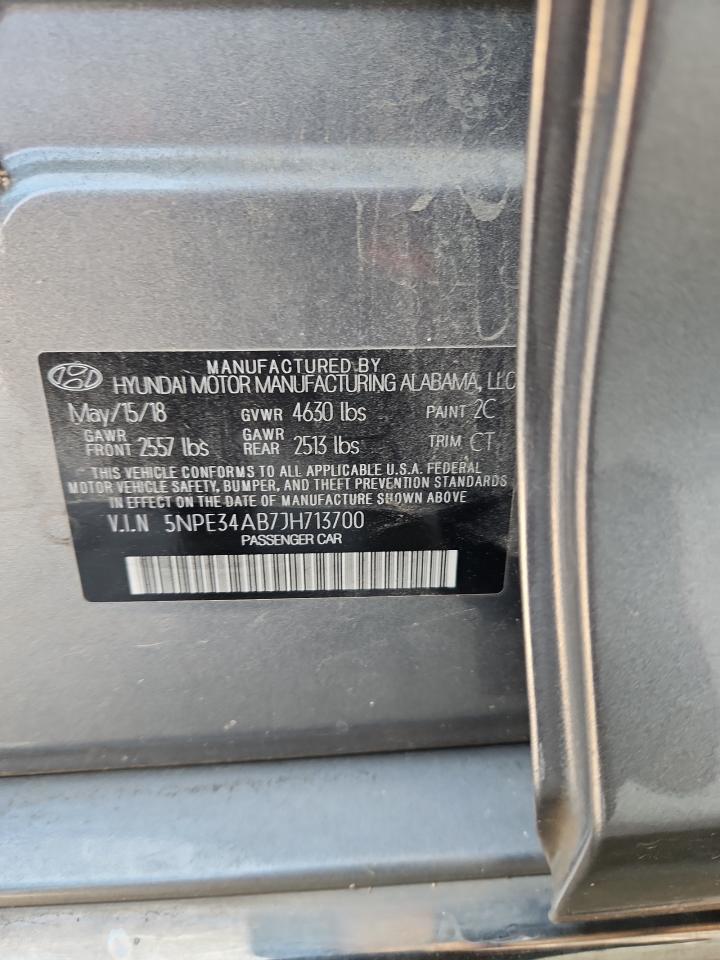 MANUFACTURED BY
HYUNDAI MOTOR MANUFACTURING ALABAMA, LLC
May/15/18 GVWR 4630 lbs PAINT 2C
GAWR FRONT 2557 lbs GAWR REAR 2513 lbs TRIM CT
THIS VEHICLE CONFORMS TO ALL APPLICABLE U.S.A. FEDERAL
MOTOR VEHICLE SAFETY, BUMPER, AND THEFT PREVENTION STANDARDS
IN EFFECT ON THE DATE OF MANUFACTURE SHOWN ABOVE
V.I.N 5NPE34AB7JH713700
PASSENGER CAR